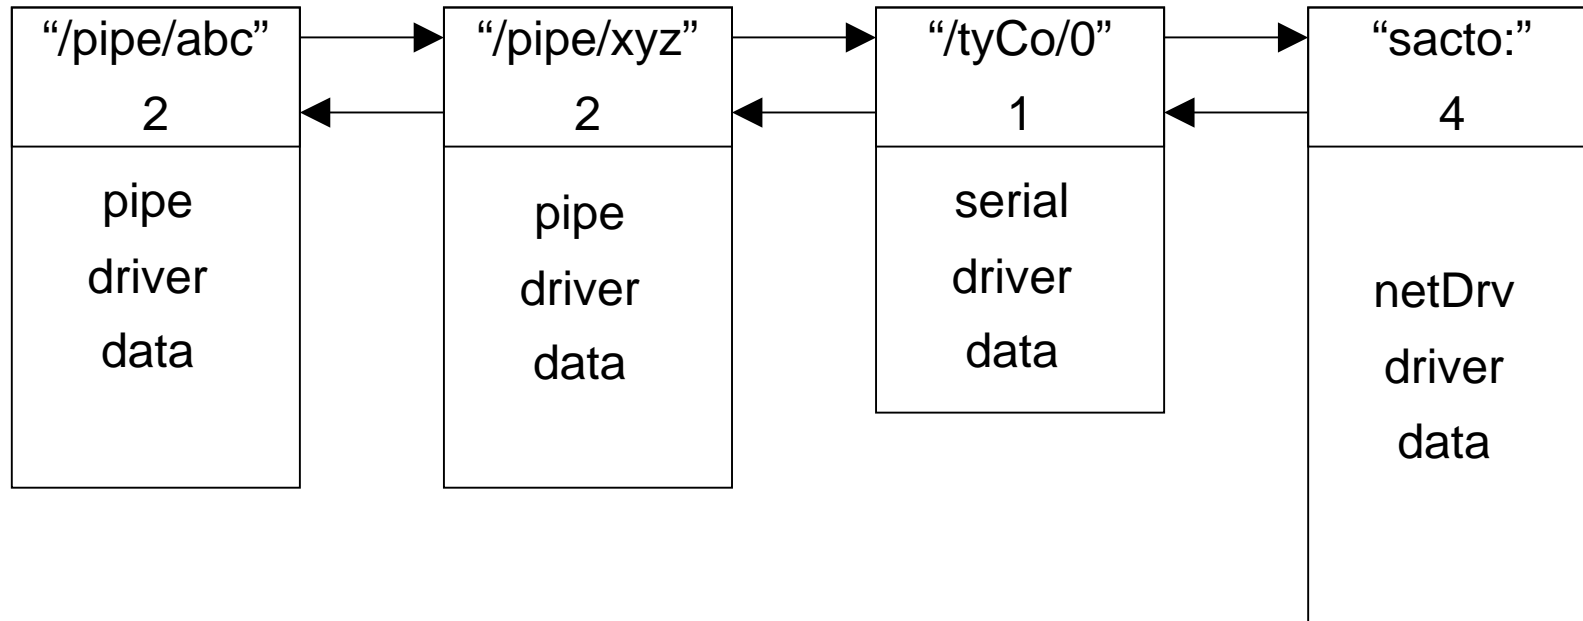 “/pipe/abc”
2
pipe
driver
data
“/pipe/xyz”
2
pipe
driver
data
“/tyCo/0”
1
serial
driver
data
“sacto:”
4
netDrv
driver
data